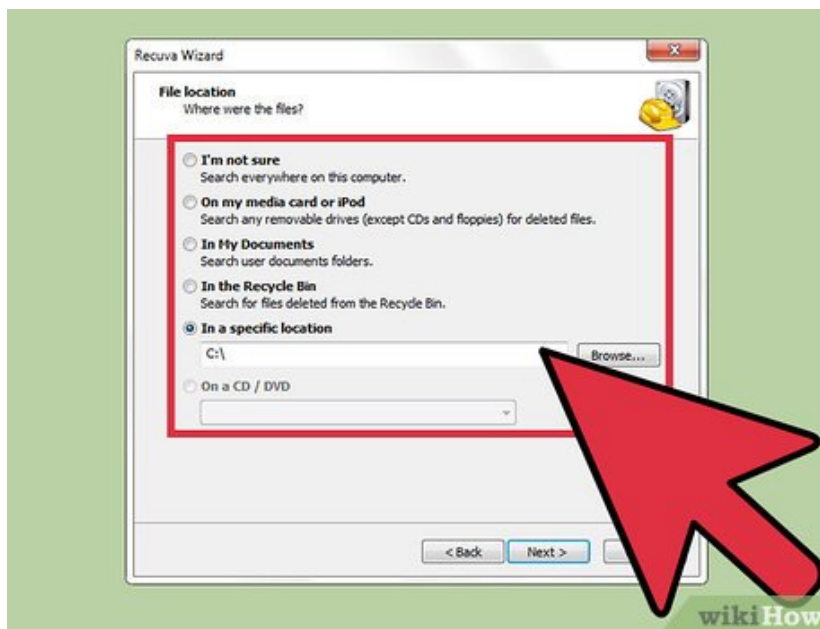 Recuva Wizard
File location
Where were the files?
I'm not sure
Search everywhere on this computer.
On my media card or iPod
Search any removable drives (except CDs and floppies) for deleted files.
In My Documents
Search user documents folders.
In the Recycle Bin
Search for files deleted from the Recycle Bin.
In a specific location
C:\
Browse...
On a CD / DVD
< Back
Next >
wikiHow